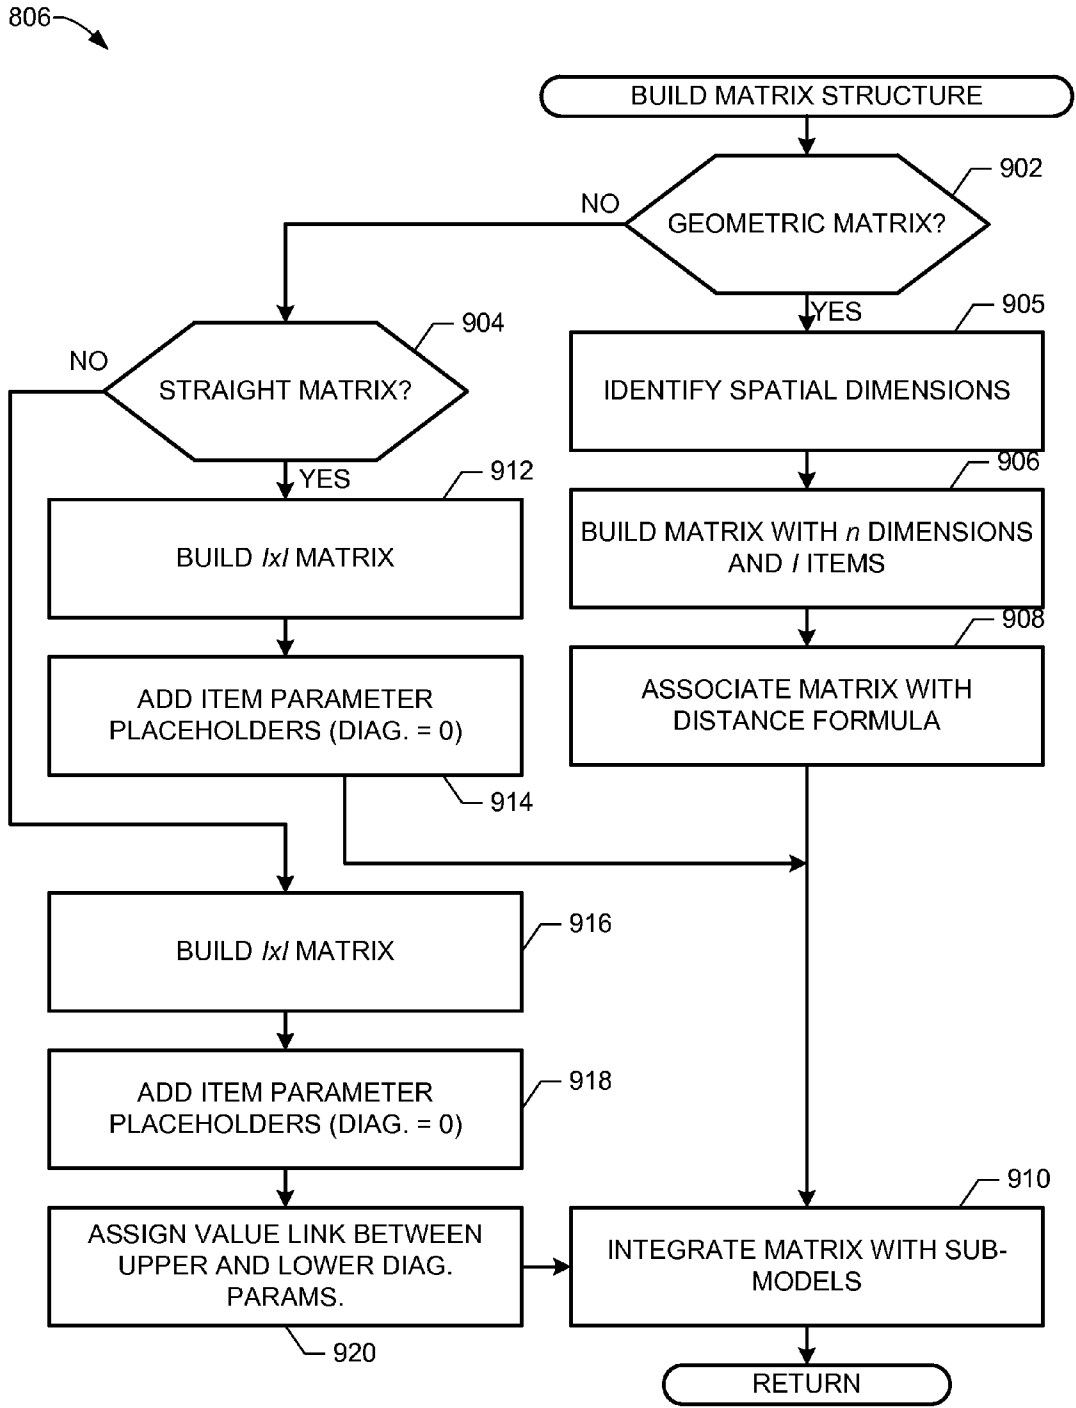 806
BUILD MATRIX STRUCTURE
902
NO
GEOMETRIC MATRIX?
YES
905
904
NO
STRAIGHT MATRIX?
IDENTIFY SPATIAL DIMENSIONS
YES
912
906
BUILD IxI MATRIX
BUILD MATRIX WITH n DIMENSIONS
AND I ITEMS
908
ADD ITEM PARAMETER
PLACEHOLDERS (DIAG. = 0)
ASSOCIATE MATRIX WITH
DISTANCE FORMULA
914
916
BUILD IxI MATRIX
918
ADD ITEM PARAMETER
PLACEHOLDERS (DIAG. = 0)
910
ASSIGN VALUE LINK BETWEEN
UPPER AND LOWER DIAG.
PARAMS.
INTEGRATE MATRIX WITH SUB-
MODELS
920
RETURN